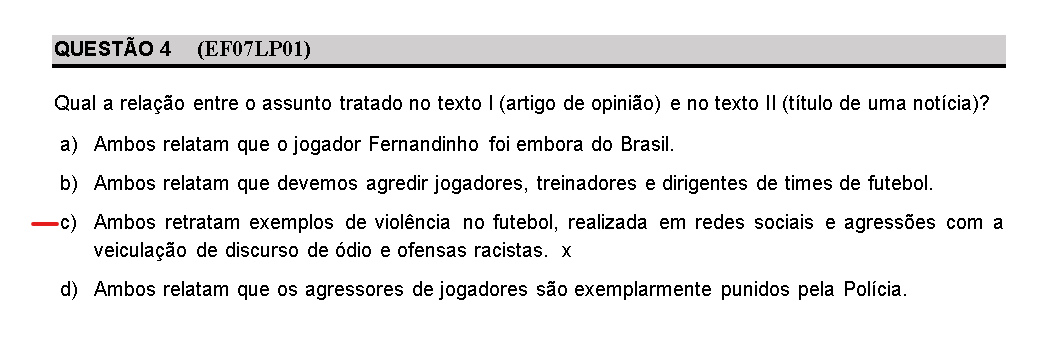 QUESTÃO 4 (EF07LP01)
Qual a relação entre o assunto tratado no texto I (artigo de opinião) e no texto II (título de uma notícia)?
a) Ambos relatam que o jogador Fernandinho foi embora do Brasil.
b) Ambos relatam que devemos agredir jogadores, treinadores e dirigentes de times de futebol.
c) Ambos retratam exemplos de violência no futebol, realizada em redes sociais e agressões com a
veiculação de discurso de ódio e ofensas racistas. x
d) Ambos relatam que os agressores de jogadores são exemplarmente punidos pela Polícia.